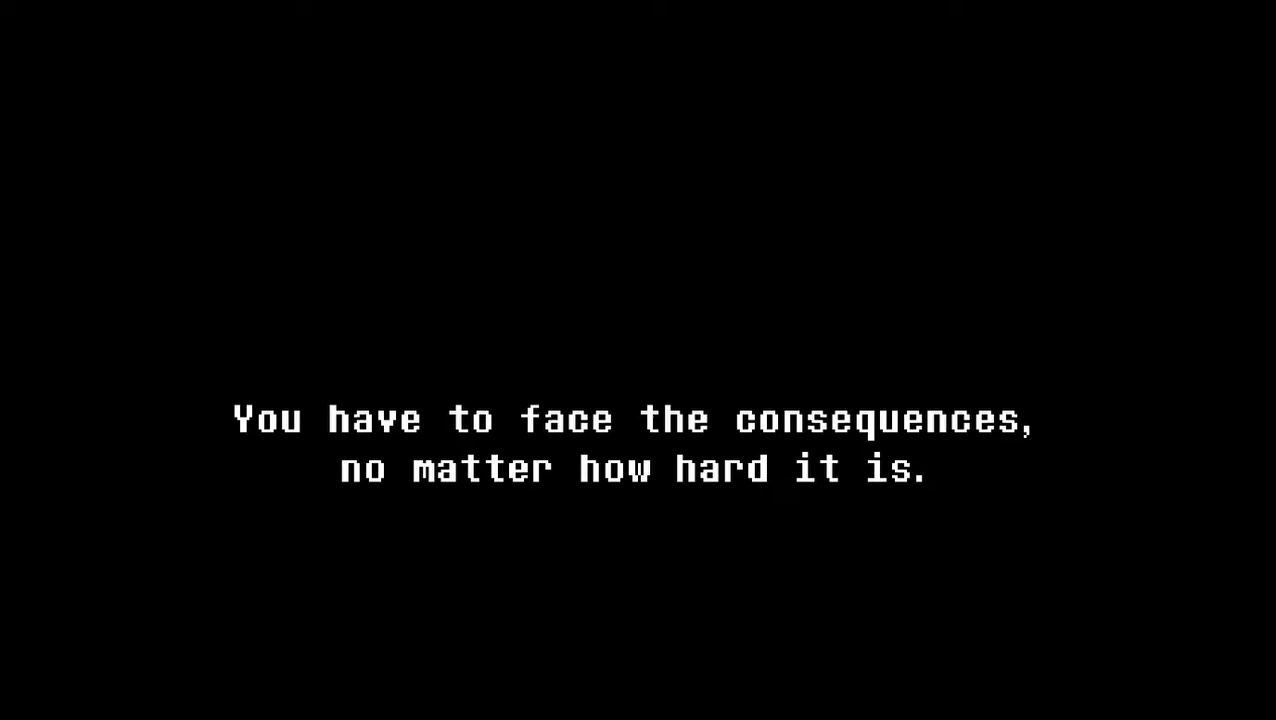 You have to face the consequences,
no matter how hard it is.